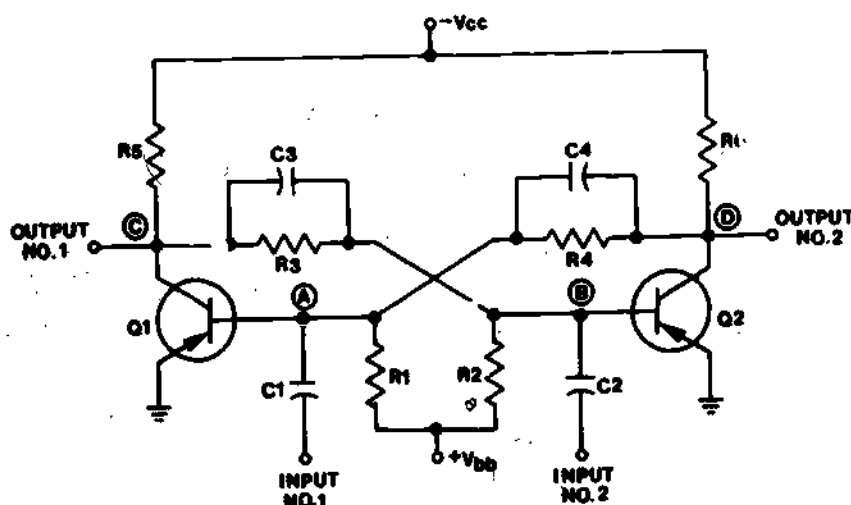 -Vcc
R5
C3
C4
OUTPUT
NO.1
C
R3
R4
D
OUTPUT
NO.2
A
B
Q1
Q2
C1
R1
R2
C2
INPUT
NO.1
+Vbb
INPUT
NO.2